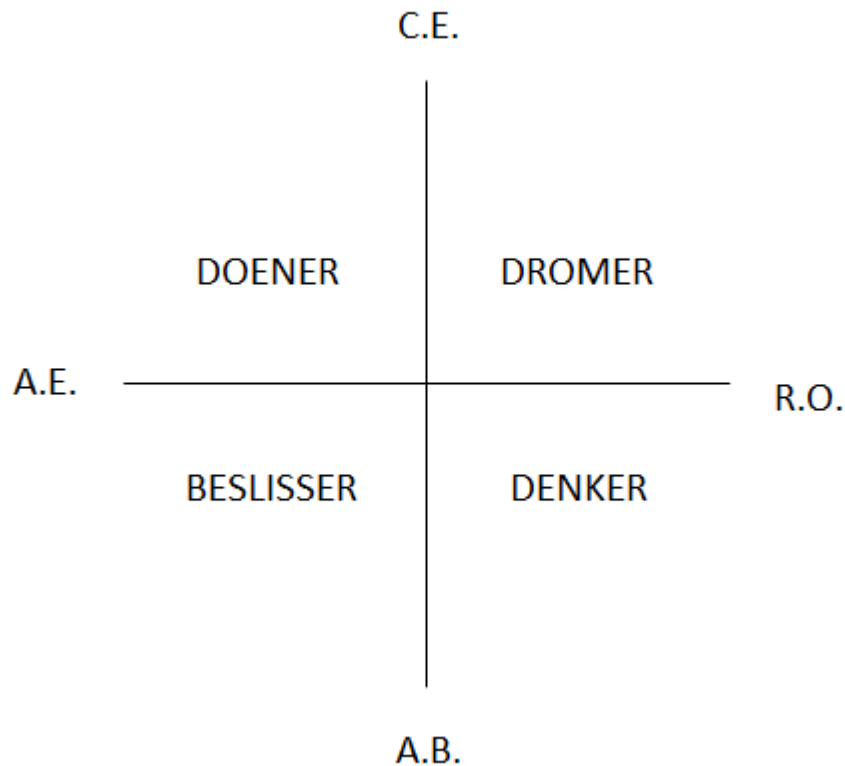 C.E.
DOENER DROMER
A.E.
R.O.
BESLISSER DENKER
A.B.